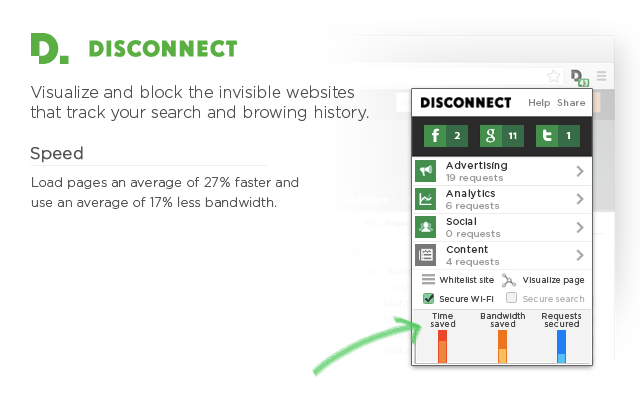 D. DISCONNECT
Visualize and block the invisible websites
that track your search and browing history.
Speed
Load pages an average of 27% faster and
use an average of 17% less bandwidth.
D. 43
DISCONNECT Help Share
f 2 g 11 t 1
Advertising
19 requests
Analytics
6 requests
Social
0 requests
Content
4 requests
Whitelist site Visualize page
Secure Wi-Fi Secure search
Time
saved
Bandwidth
saved
Requests
secured